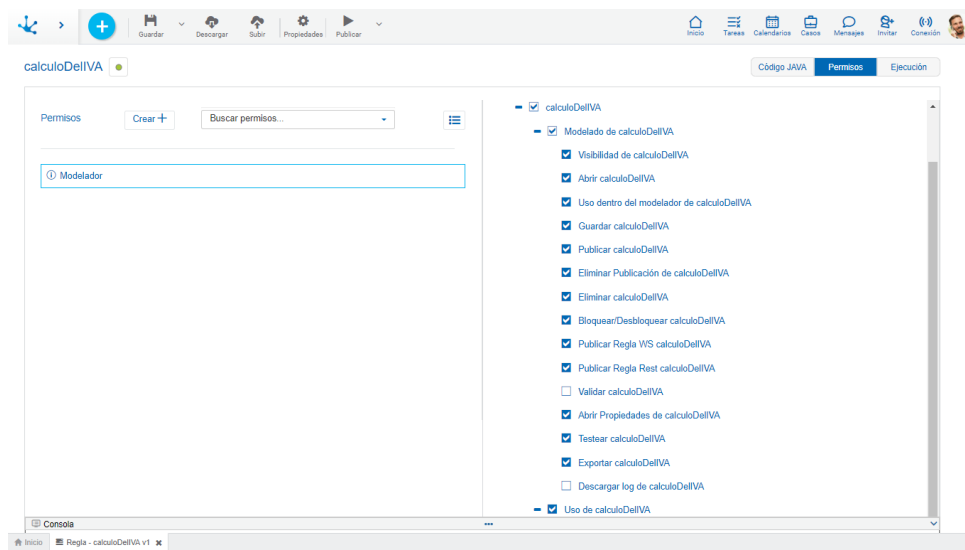 Guardar
Descargar
Subir
Propiedades
Publicar
Inicio
Tareas
Calendarios
Casos
Mensajes
Invitar
Conexión
calculoDelIVA
Código JAVA
Permisos
Ejecución
Permisos
Crear
Buscar permisos...
Modelador
calculoDelIVA
Modelado de calculoDelIVA
Visibilidad de calculoDelIVA
Abrir calculoDelIVA
Uso dentro del modelador de calculoDelIVA
Guardar calculoDelIVA
Publicar calculoDelIVA
Eliminar Publicación de calculoDelIVA
Eliminar calculoDelIVA
Bloquear/Desbloquear calculoDelIVA
Publicar Regla WS calculoDelIVA
Publicar Regla Rest calculoDelIVA
Validar calculoDelIVA
Abrir Propiedades de calculoDelIVA
Testear calculoDelIVA
Exportar calculoDelIVA
Descargar log de calculoDelIVA
Uso de calculoDelIVA
Consola
Inicio
Regla - calculoDelIVA v1